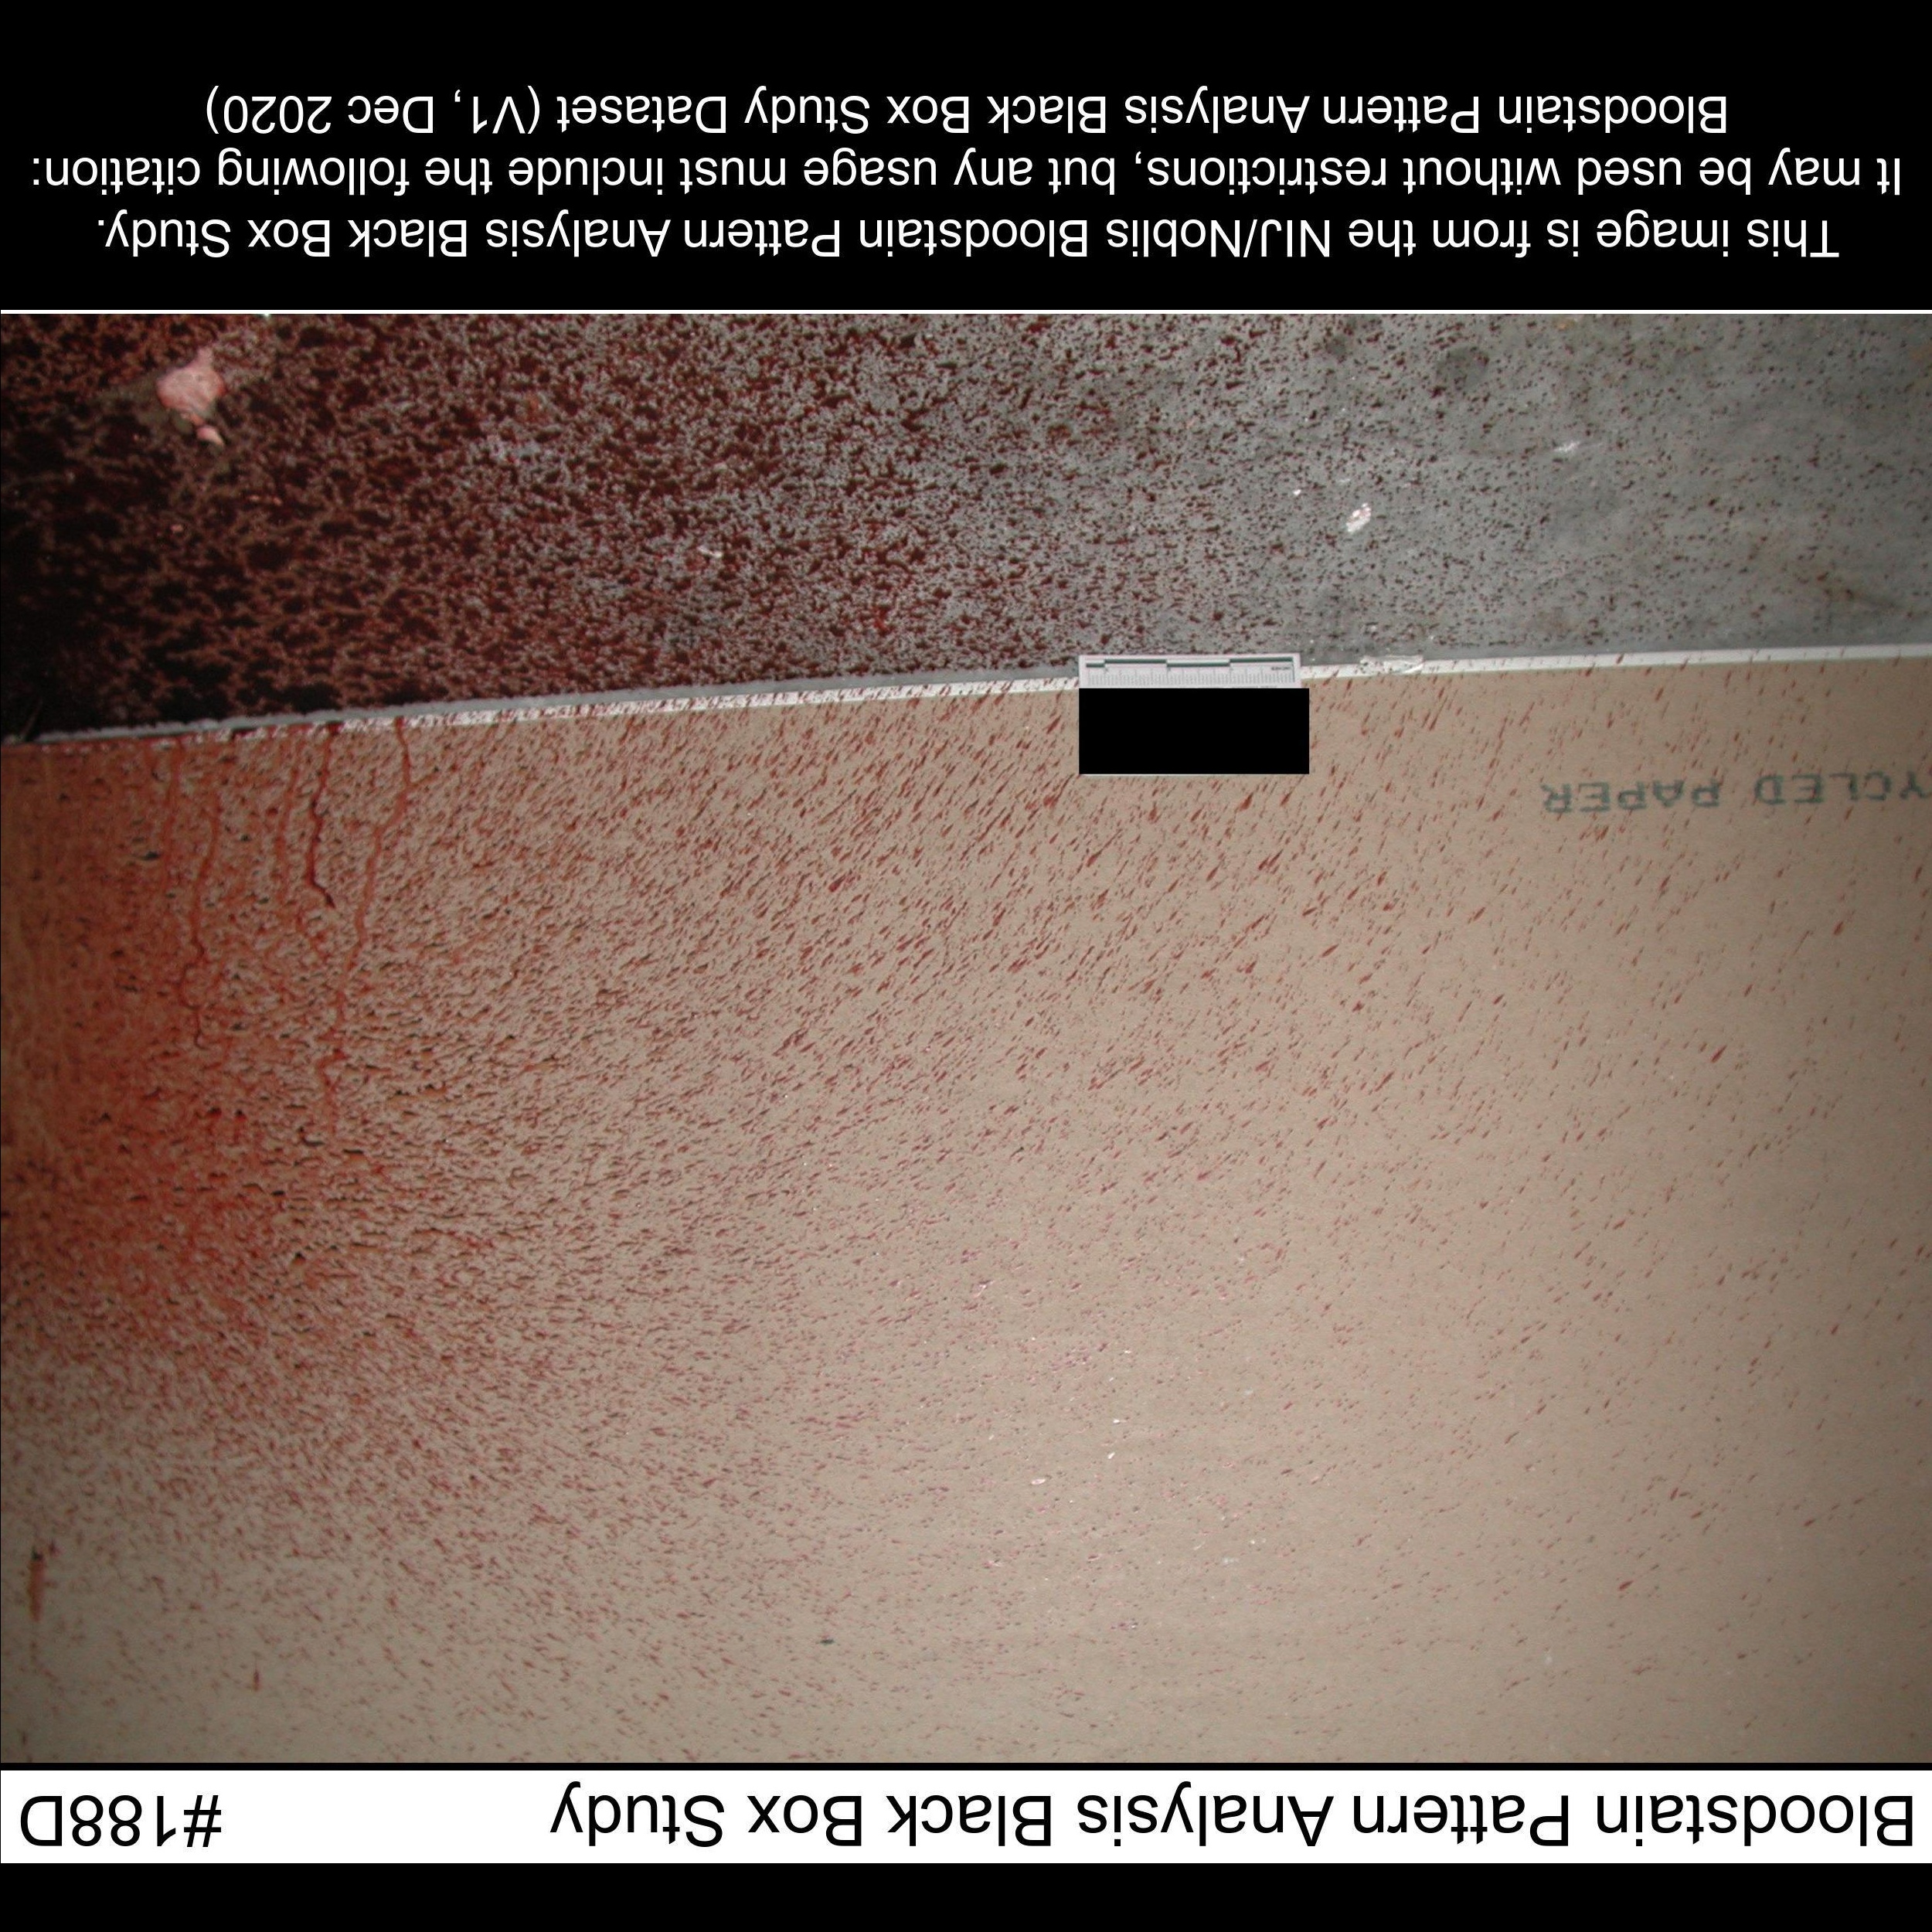 Bloodstain Pattern Analysis Black Box Study #188D
YCLED PAPER
This image is from the NIJ/Noblis Bloodstain Pattern Analysis Black Box Study.
It may be used without restrictions, but any usage must include the following citation:
Bloodstain Pattern Analysis Black Box Study Dataset (V1, Dec 2020)